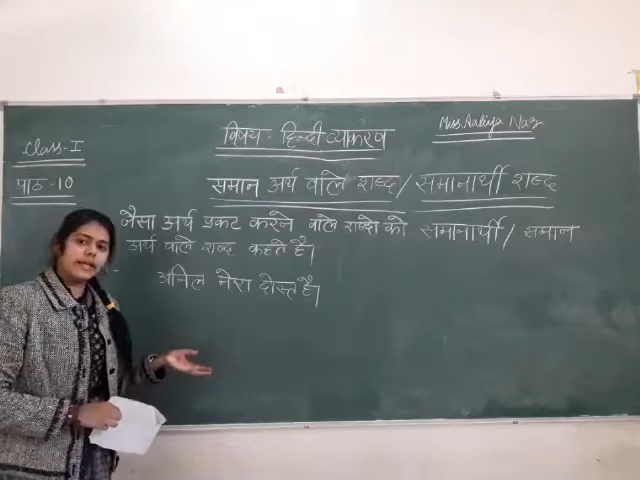 Class-I
विषय:- हिन्दी व्याकरण
Miss.Aaliya Naz
पाठ-10
समान अर्थ वाले शब्द/समानार्थी शब्द
जैसा अर्थ प्रकट करने वाले शब्दो को समानार्थी/समान
अर्थ वाले शब्द कहते है।
अनिल मेरा दोस्त है।